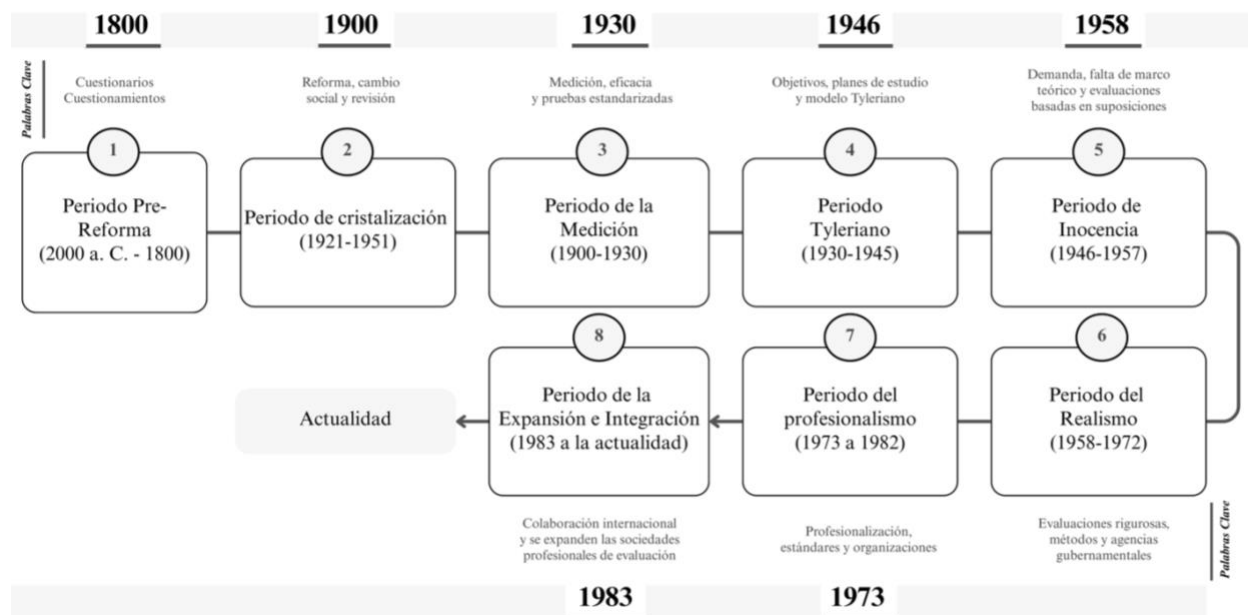 1800
1900
1930
1946
1958
Palabras Clave
Cuestionarios
Cuestionamientos
Reforma, cambio
social y revisión
Medición, eficacia
y pruebas estandarizadas
Objetivos, planes de estudio
y modelo Tyleriano
Demanda, falta de marco
teórico y evaluaciones
basadas en suposiciones
1
Periodo Pre-
Reforma
(2000 a. C. - 1800)
2
Periodo de cristalización
(1921-1951)
3
Periodo de la
Medición
(1900-1930)
4
Periodo
Tyleriano
(1930-1945)
5
Periodo de
Inocencia
(1946-1957)
6
Periodo del
Realismo
(1958-1972)
7
Periodo del
profesionalismo
(1973 a 1982)
8
Periodo de la
Expansión e Integración
(1983 a la actualidad)
Actualidad
Colaboración internacional
y se expanden las sociedades
profesionales de evaluación
Profesionalización,
estándares y organizaciones
Evaluaciones rigurosas,
métodos y agencias
gubernamentales
Palabras Clave
1983
1973